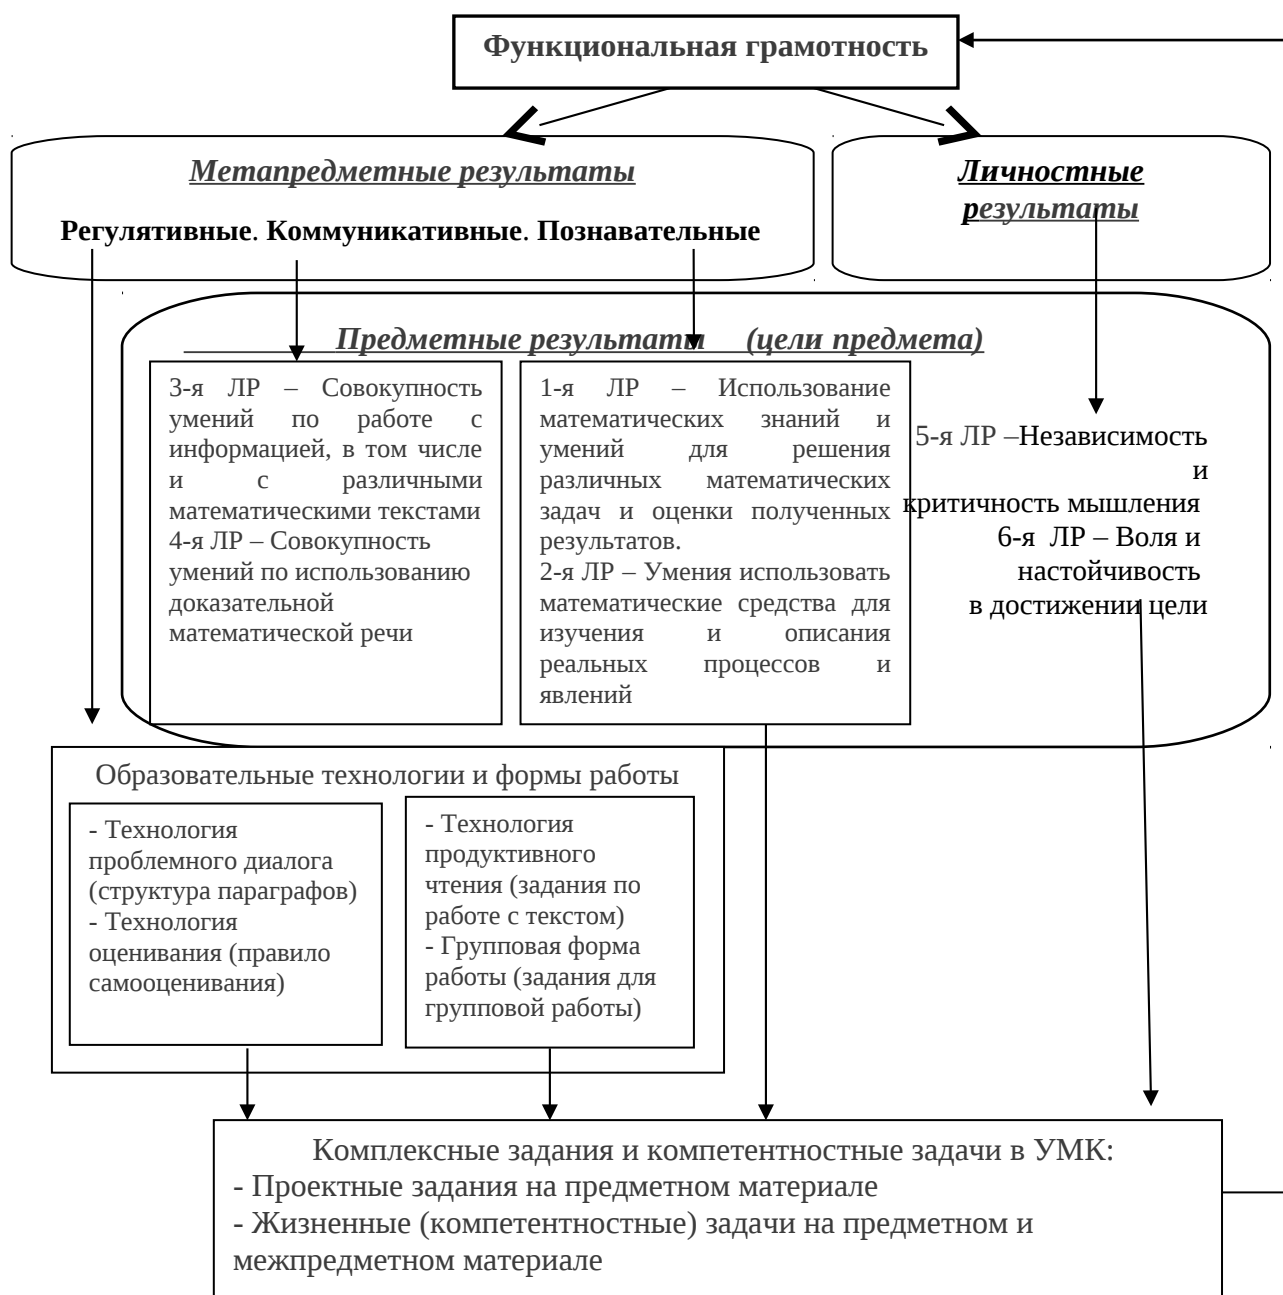 Функциональная грамотность
Метапредметные результаты
Регулятивные. Коммуникативные. Познавательные
Личностные
результаты
Предметные результаты (цели предмета)
3-я ЛР – Совокупность
умений по работе с
информацией, в том числе
и с различными
математическими текстами
4-я ЛР – Совокупность
умений по использованию
доказательной
математической речи
1-я ЛР – Использование
математических знаний и
умений для решения
различных математических
задач и оценки полученных
результатов.
2-я ЛР – Умения использовать
математические средства для
изучения и описания
реальных процессов и
явлений
5-я ЛР –Независимость
и
критичность мышления
6-я ЛР – Воля и
настойчивость
в достижении цели
Образовательные технологии и формы работы
- Технология
проблемного диалога
(структура параграфов)
- Технология
оценивания (правило
самооценивания)
- Технология
продуктивного
чтения (задания по
работе с текстом)
- Групповая форма
работы (задания для
групповой работы)
Комплексные задания и компетентностные задачи в УМК:
- Проектные задания на предметном материале
- Жизненные (компетентностные) задачи на предметном и
межпредметном материале